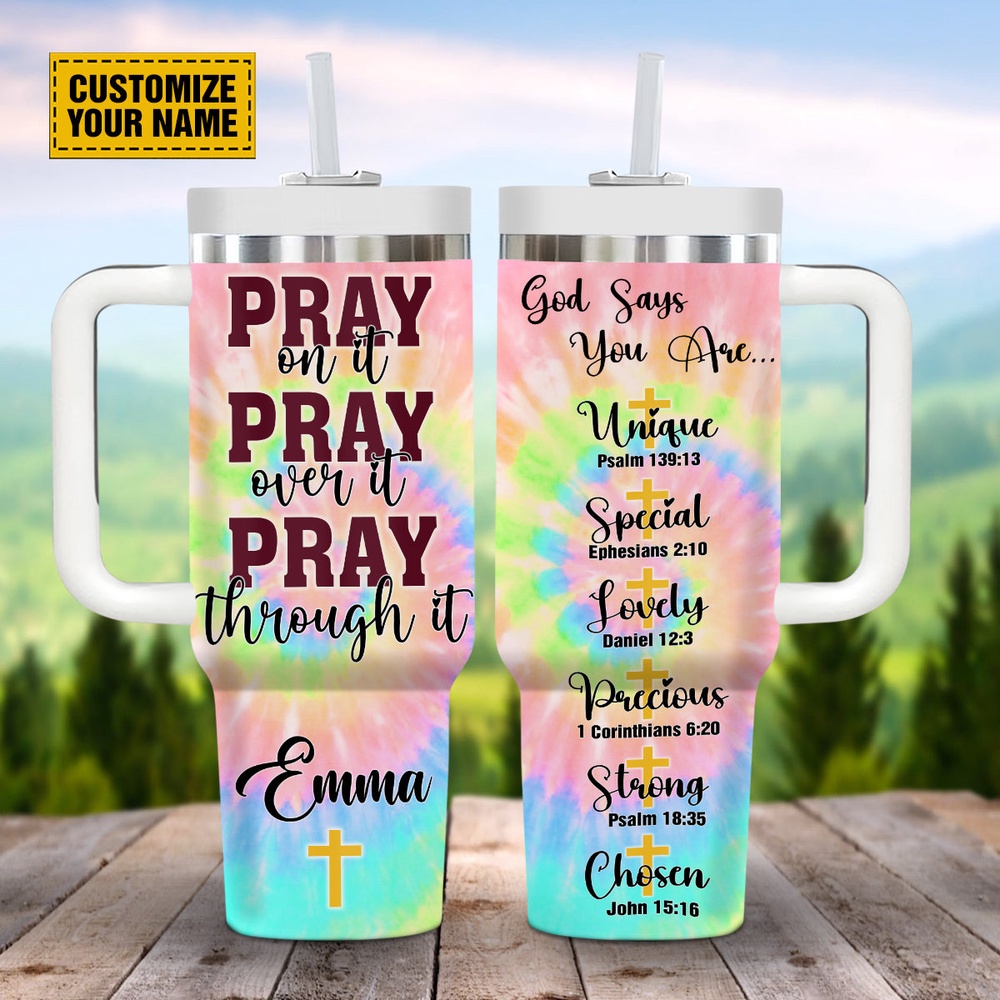 CUSTOMIZE
YOUR NAME
PRAY
on it
PRAY
over it
PRAY
through it
Emma
God Says
You Are...
Unique
Psalm 139:13
Special
Ephesians 2:10
Lovely
Daniel 12:3
Precious
1 Corinthians 6:20
Strong
Psalm 18:35
Chosen
John 15:16